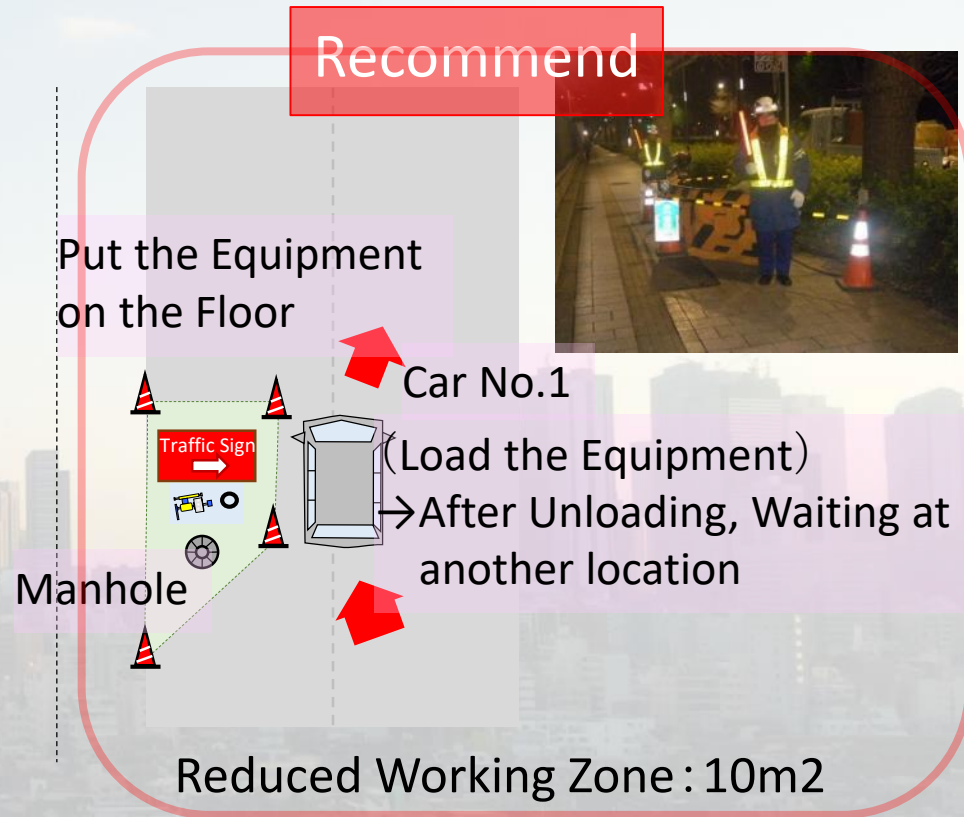 Recommend
Put the Equipment
on the Floor
Car No.1
（Load the Equipment）
→After Unloading, Waiting at
another location
Traffic Sign
Manhole
Reduced Working Zone : 10m2